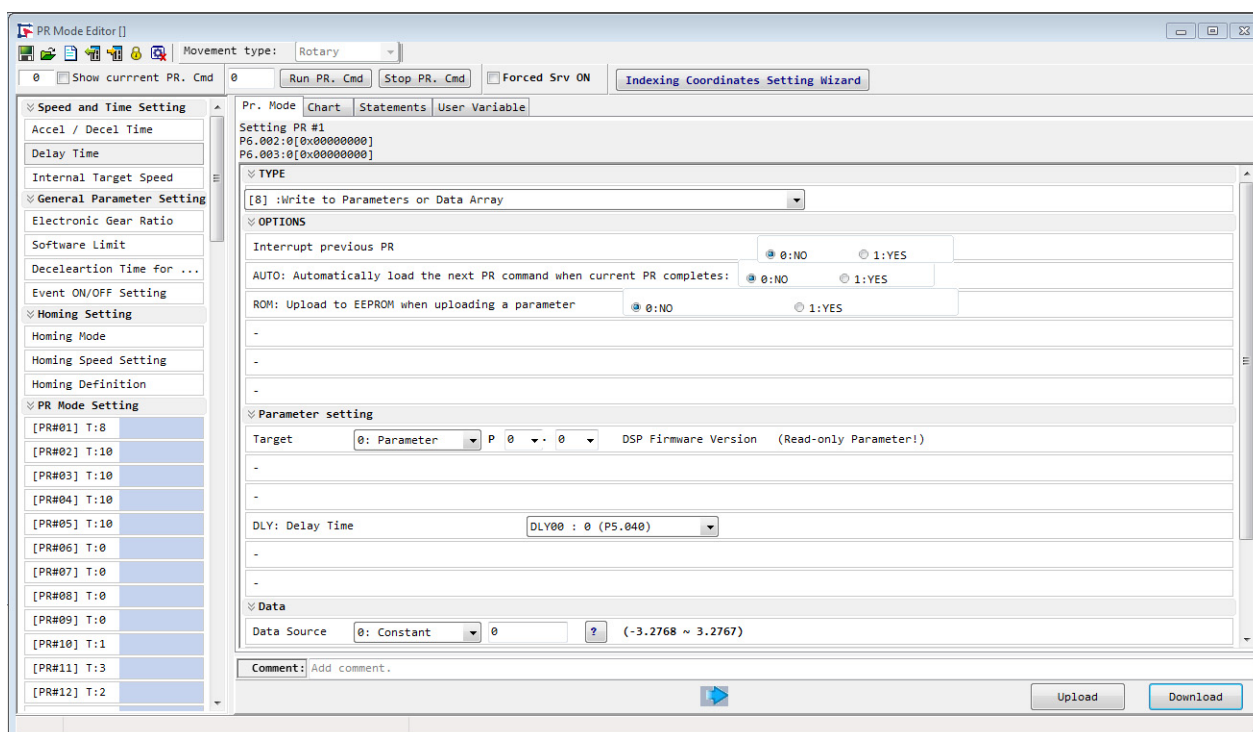 PR Mode Editor []
Movement type: Rotary
0 Show currrent PR. Cmd 0 Run PR. Cmd Stop PR. Cmd Forced Srv ON Indexing Coordinates Setting Wizard
Speed and Time Setting
Accel / Decel Time
Delay Time
Internal Target Speed
General Parameter Setting
Electronic Gear Ratio
Software Limit
Deceleartion Time for ...
Event ON/OFF Setting
Homing Setting
Homing Mode
Homing Speed Setting
Homing Definition
PR Mode Setting
[PR#01] T:8
[PR#02] T:10
[PR#03] T:10
[PR#04] T:10
[PR#05] T:10
[PR#06] T:0
[PR#07] T:0
[PR#08] T:0
[PR#09] T:0
[PR#10] T:1
[PR#11] T:3
[PR#12] T:2
Pr. Mode Chart Statements User Variable
Setting PR #1
P6.002:0[0x00000000]
P6.003:0[0x00000000]
TYPE
[8] :Write to Parameters or Data Array
OPTIONS
Interrupt previous PR 0:NO 1:YES
AUTO: Automatically load the next PR command when current PR completes: 0:NO 1:YES
ROM: Upload to EEPROM when uploading a parameter 0:NO 1:YES
-
-
-
Parameter setting
Target 0: Parameter P 0 . 0 DSP Firmware Version (Read-only Parameter!)
-
-
DLY: Delay Time DLY00 : 0 (P5.040)
-
-
Data
Data Source 0: Constant 0 ? (-3.2768 ~ 3.2767)
Comment: Add comment.
Upload Download